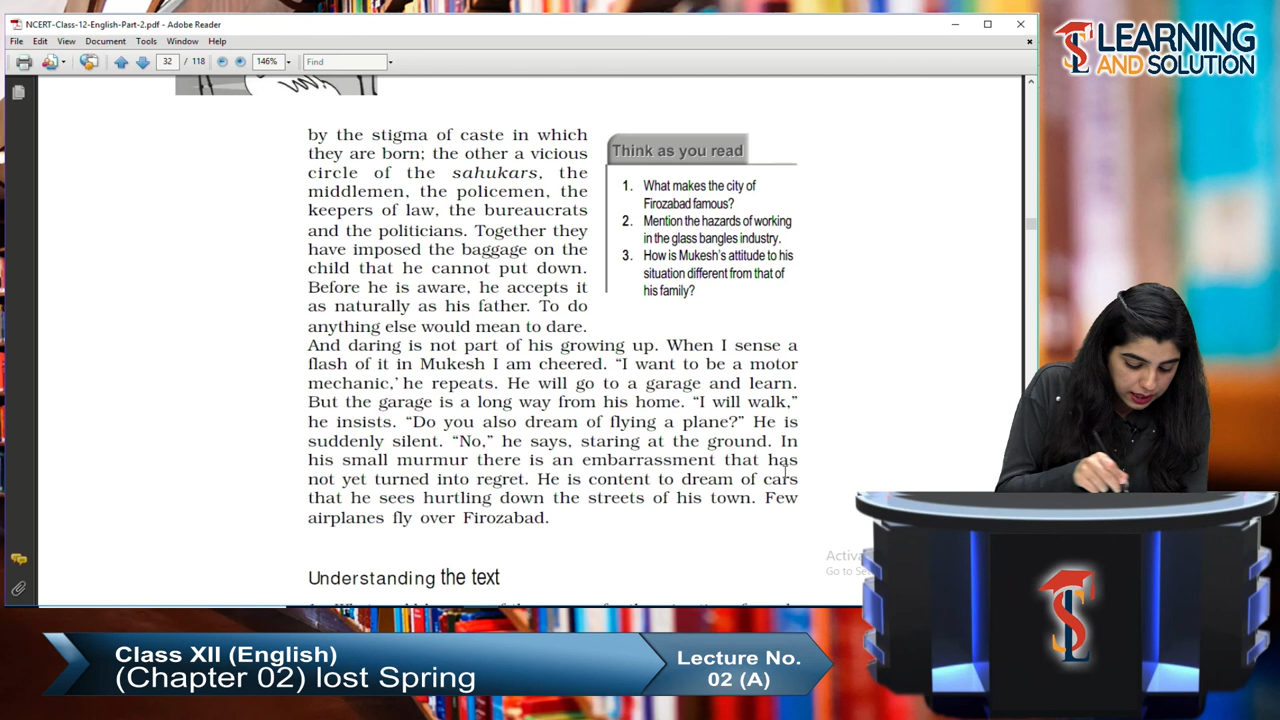 NCERT-Class-12-English-Part-2.pdf - Adobe Reader
File Edit View Document Tools Window Help
32 / 118 146% Find
LEARNING
AND SOLUTION
by the stigma of caste in which
they are born; the other a vicious
circle of the sahukars, the
middlemen, the policemen, the
keepers of law, the bureaucrats
and the politicians. Together they
have imposed the baggage on the
child that he cannot put down.
Before he is aware, he accepts it
as naturally as his father. To do
anything else would mean to dare.
Think as you read
1. What makes the city of
Firozabad famous?
2. Mention the hazards of working
in the glass bangles industry.
3. How is Mukesh's attitude to his
situation different from that of
his family?
And daring is not part of his growing up. When I sense a
flash of it in Mukesh I am cheered. “I want to be a motor
mechanic,’ he repeats. He will go to a garage and learn.
But the garage is a long way from his home. “I will walk,”
he insists. “Do you also dream of flying a plane?” He is
suddenly silent. “No,” he says, staring at the ground. In
his small murmur there is an embarrassment that has
not yet turned into regret. He is content to dream of cars
that he sees hurtling down the streets of his town. Few
airplanes fly over Firozabad.
Understanding the text
Activa
Go to Se
Class XII (English)
(Chapter 02) lost Spring
Lecture No.
02 (A)